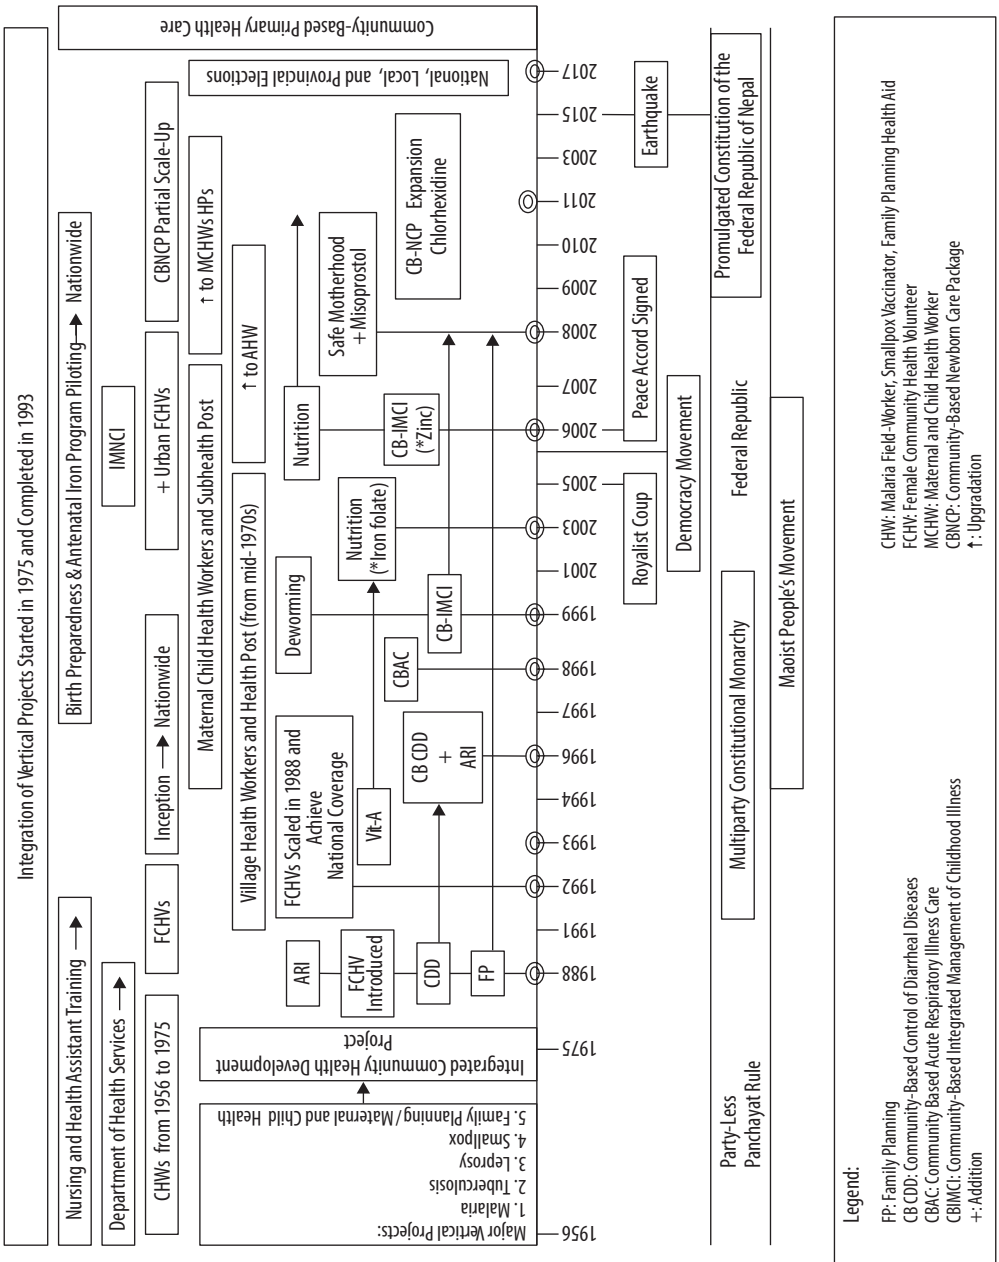 Integration of Vertical Projects Started in 1975 and Completed in 1993
Nursing and Health Assistant Training →
Birth Preparedness & Antenatal Iron Program Piloting → Nationwide
Department of Health Services →
IMNCI
CHWs from 1956 to 1975
FCHVs
Inception → Nationwide
+ Urban FCHVs
CBNCP Partial Scale-Up
Maternal Child Health Workers and Subhealth Post
↑ to MCHWs HPs
Village Health Workers and Health Post (from mid-1970s)
↑ to AHW
Major Vertical Projects:
1. Malaria
2. Tuberculosis
3. Leprosy
4. Smallpox
5. Family Planning/Maternal and Child Health
Integrated Community Health Development
Project
ARI
FCHV
Introduced
CDD
FP
FCHVs Scaled in 1988 and
Achieve
National Coverage
Vit-A
CB CDD
+
ARI
CBAC
Deworming
CB-IMCI
Nutrition
(*Iron folate)
Nutrition
CB-IMCI
(*Zinc)
Safe Motherhood
+ Misoprostol
CB-NCP Expansion
Chlorhexidine
National, Local, and Provincial Elections
Community-Based Primary Health Care
1956
1975
1988
1991
1992
1993
1994
1996
1997
1998
1999
2001
2003
2005
2006
2007
2008
2009
2010
2011
2003
2015
2017
Royalist Coup
Peace Accord Signed
Earthquake
Democracy Movement
Party-Less
Panchayat Rule
Multiparty Constitutional Monarchy
Federal Republic
Promulgated Constitution of the
Federal Republic of Nepal
Maoist People's Movement
Legend:
FP: Family Planning
CB CDD: Community-Based Control of Diarrheal Diseases
CBAC: Community Based Acute Respiratory Illness Care
CBIMCI: Community-Based Integrated Management of Childhood Illness
+: Addition
CHW: Malaria Field-Worker, Smallpox Vaccinator, Family Planning Health Aid
FCHV: Female Community Health Volunteer
MCHW: Maternal and Child Health Worker
CBNCP: Community-Based Newborn Care Package
↑: Upgradation